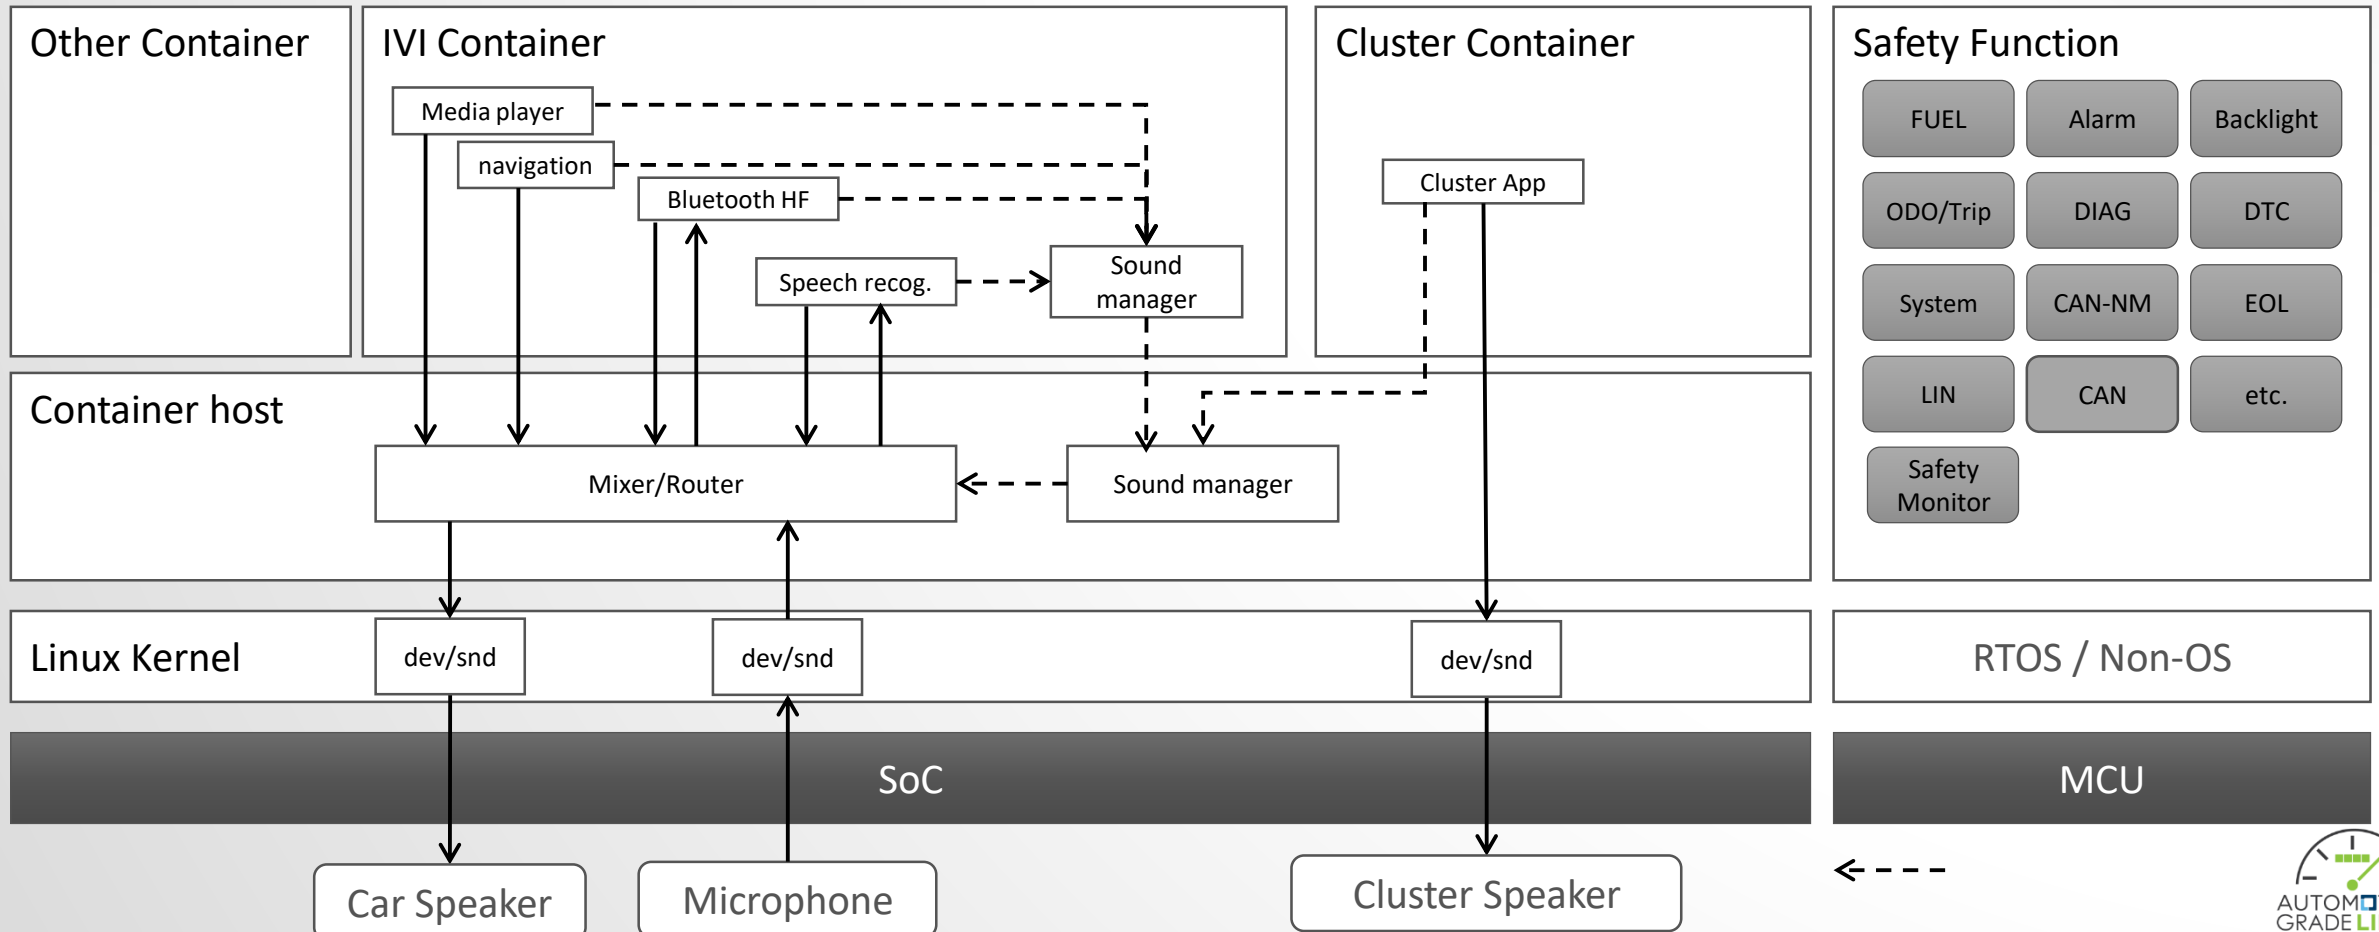 Other Container
IVI Container
Cluster Container
Safety Function
Media player
navigation
Bluetooth HF
Speech recog.
Sound
manager
Cluster App
FUEL
Alarm
Backlight
ODO/Trip
DIAG
DTC
System
CAN-NM
EOL
LIN
CAN
etc.
Safety
Monitor
Container host
Mixer/Router
Sound manager
Linux Kernel
dev/snd
dev/snd
dev/snd
RTOS / Non-OS
SoC
MCU
Car Speaker
Microphone
Cluster Speaker
GRADE